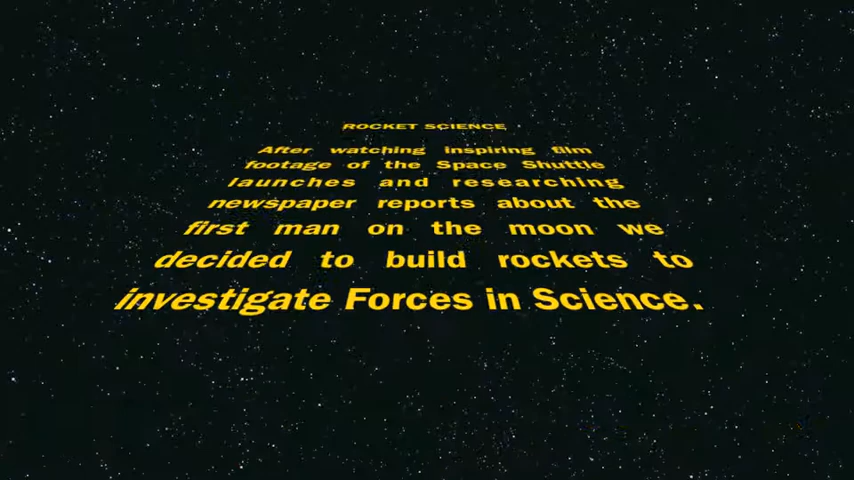 ROCKET SCIENCE
After watching inspiring film
footage of the Space Shuttle
launches and researching
newspaper reports about the
first man on the moon we
decided to build rockets to
investigate Forces in Science.